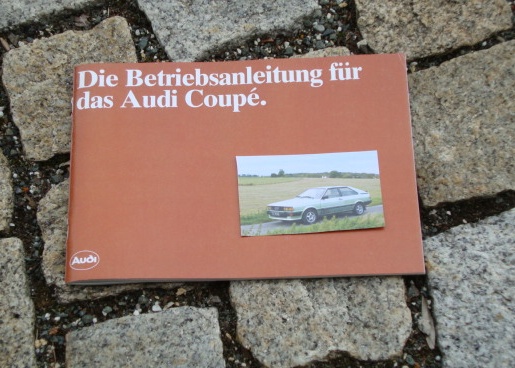 Die Betriebsanleitung für
das Audi Coupé.
Audi